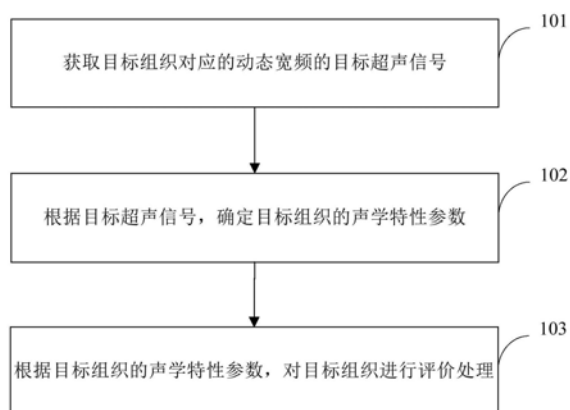 101
获取目标组织对应的动态宽频的目标超声信号
102
根据目标超声信号，确定目标组织的声学特性参数
103
根据目标组织的声学特性参数，对目标组织进行评价处理